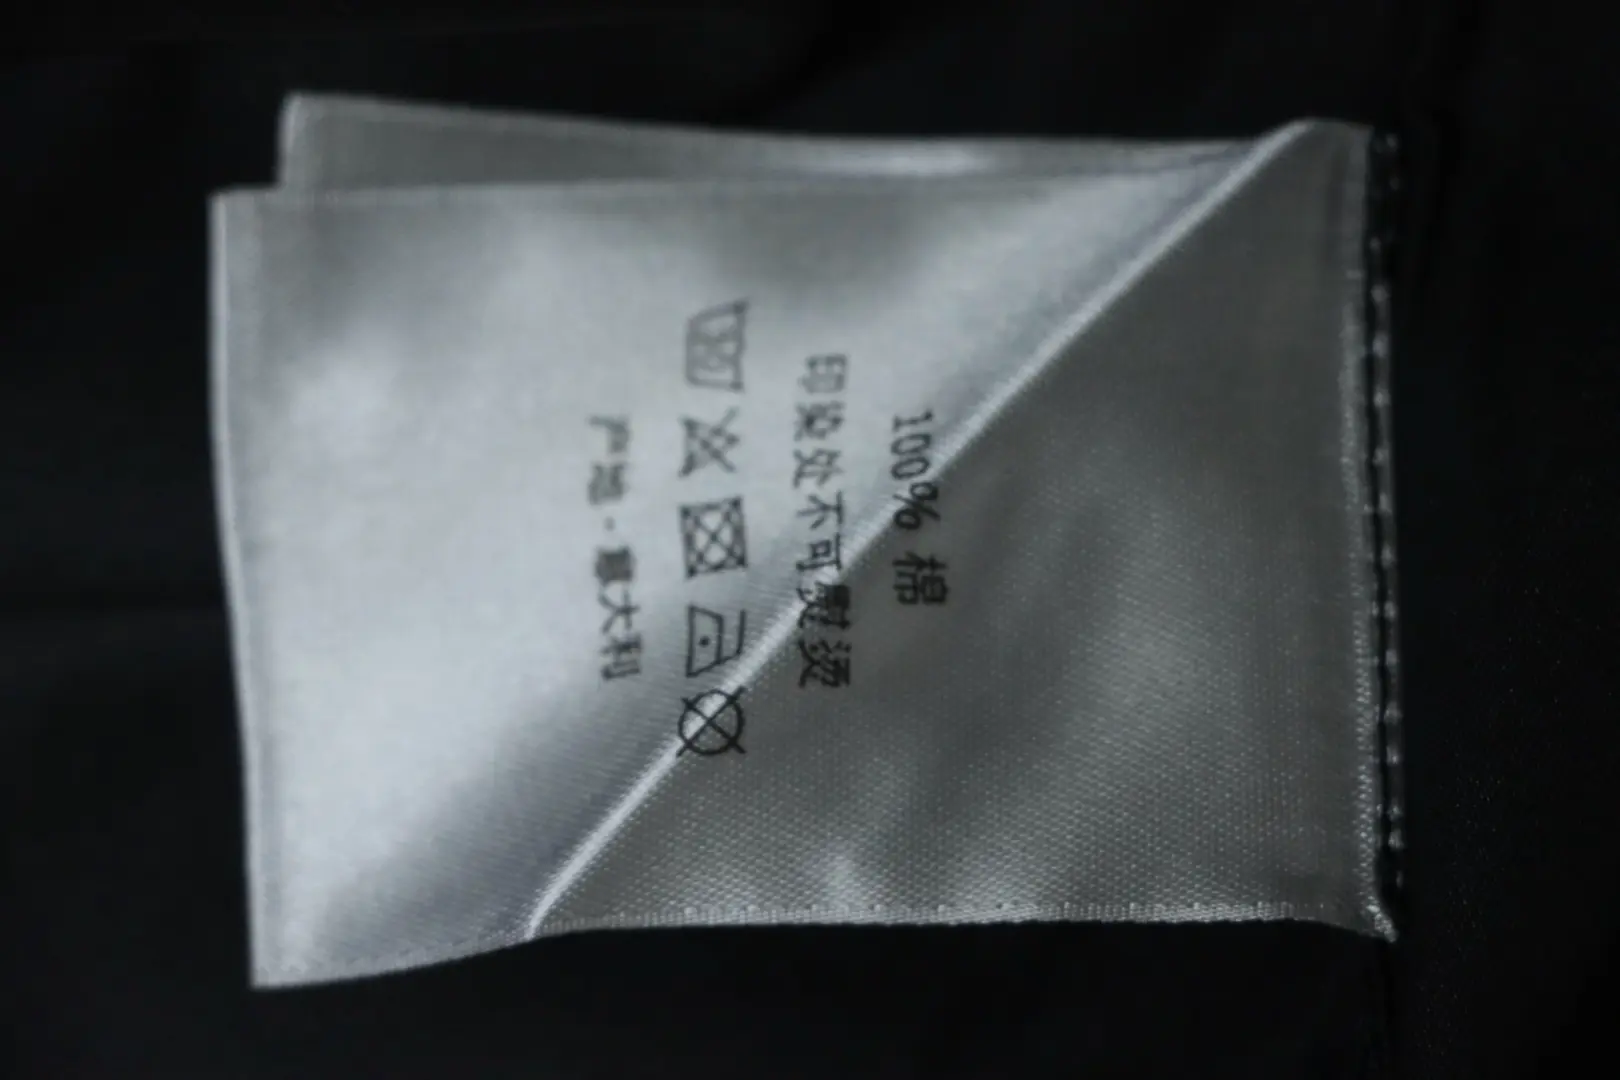 100% 棉
印染处不可熨烫
产地·意大利